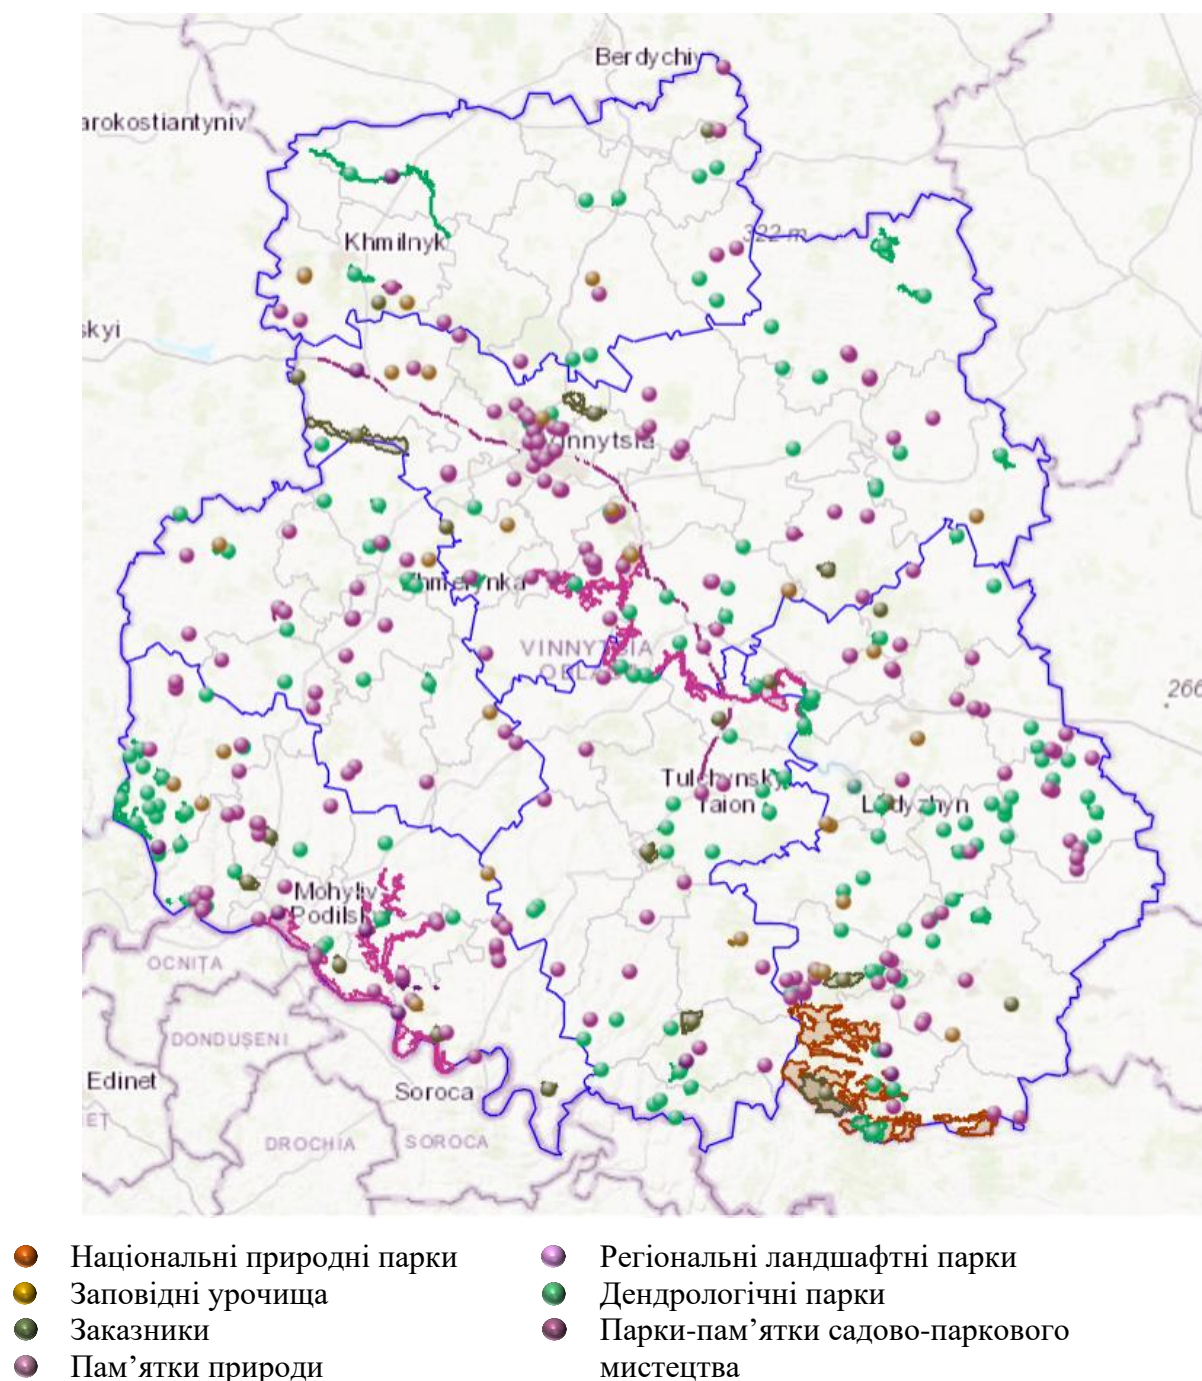 Berdychiv
arokostiantyniv
322 m
Khmilnyk
skyi
Vinnytsia
Zhmerynka
VINNYTSIA
OBLAST
266
Tulchynskyi
raion
Ladyzhyn
Mohyliv
Podilskyi
OCNIȚA
DONDUȘENI
Edinet
Soroca
EȚ
DROCHIA
SOROCA
Національні природні парки
Регіональні ландшафтні парки
Заповідні урочища
Дендрологічні парки
Заказники
Парки-пам’ятки садово-паркового
Пам’ятки природи
мистецтва